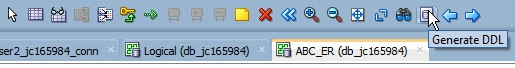 Generate DDL
ser2_jc165984_conn
Logical (db_jc165984)
ABC_ER (db_jc165984)